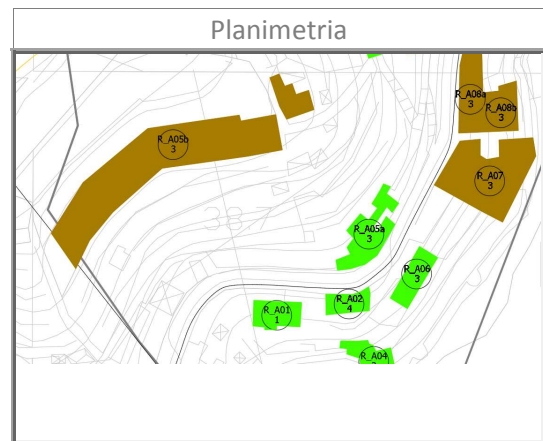 Planimetria
R_A08a
3
R_A08b
3
R_A05b
3
R_A07
3
R_A05a
3
R_A06
3
R_A02
4
R_A01
1
R_A04